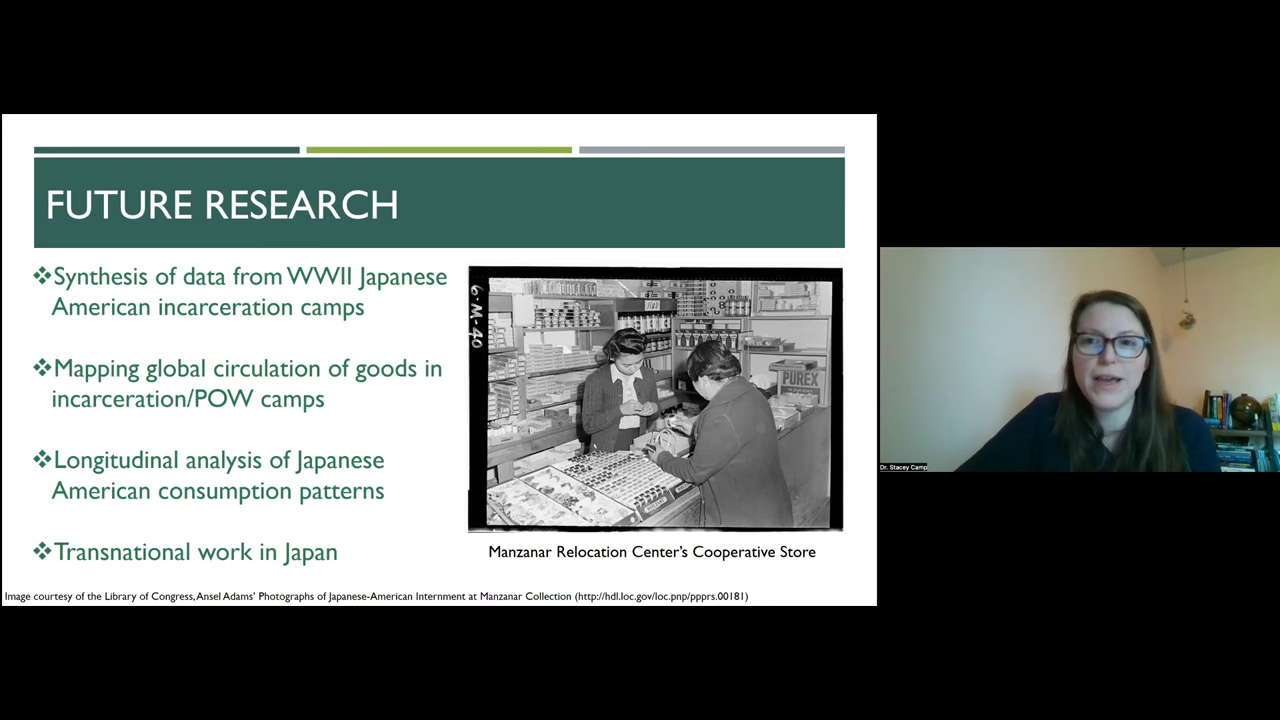 FUTURE RESEARCH
❖Synthesis of data from WWII Japanese
American incarceration camps
❖Mapping global circulation of goods in
incarceration/POW camps
❖Longitudinal analysis of Japanese
American consumption patterns
❖Transnational work in Japan
6-M-40
PUREX
Manzanar Relocation Center's Cooperative Store
Image courtesy of the Library of Congress, Ansel Adams' Photographs of Japanese-American Internment at Manzanar Collection (http://hdl.loc.gov/loc.pnp/ppprs.00181)
Dr. Stacey Camp